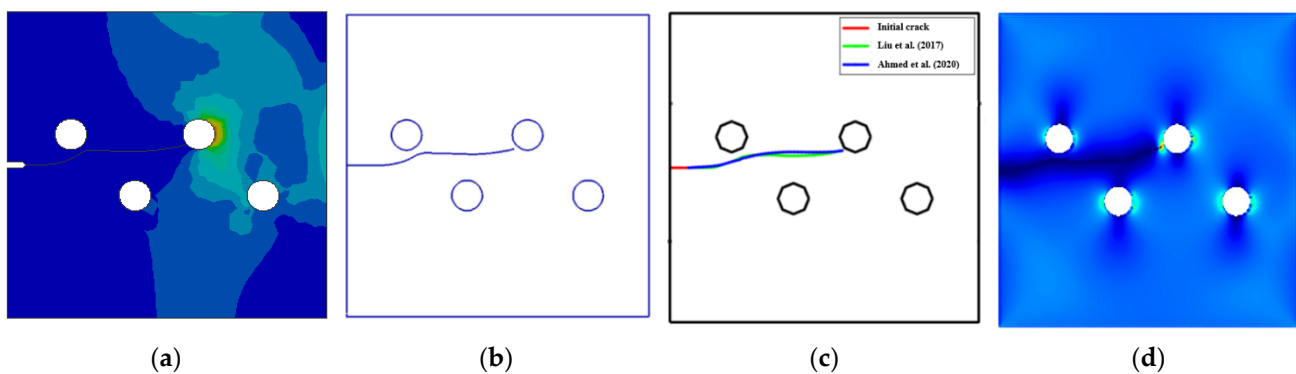 Initial crack
Liu et al. (2017)
Ahmed et al. (2020)
(a) (b) (c) (d)